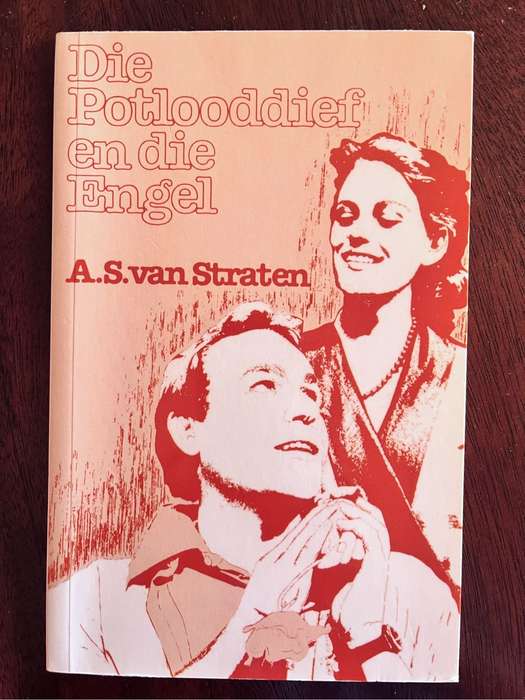 Die
Potlooddief
en die
Engel
A.S.van Straten